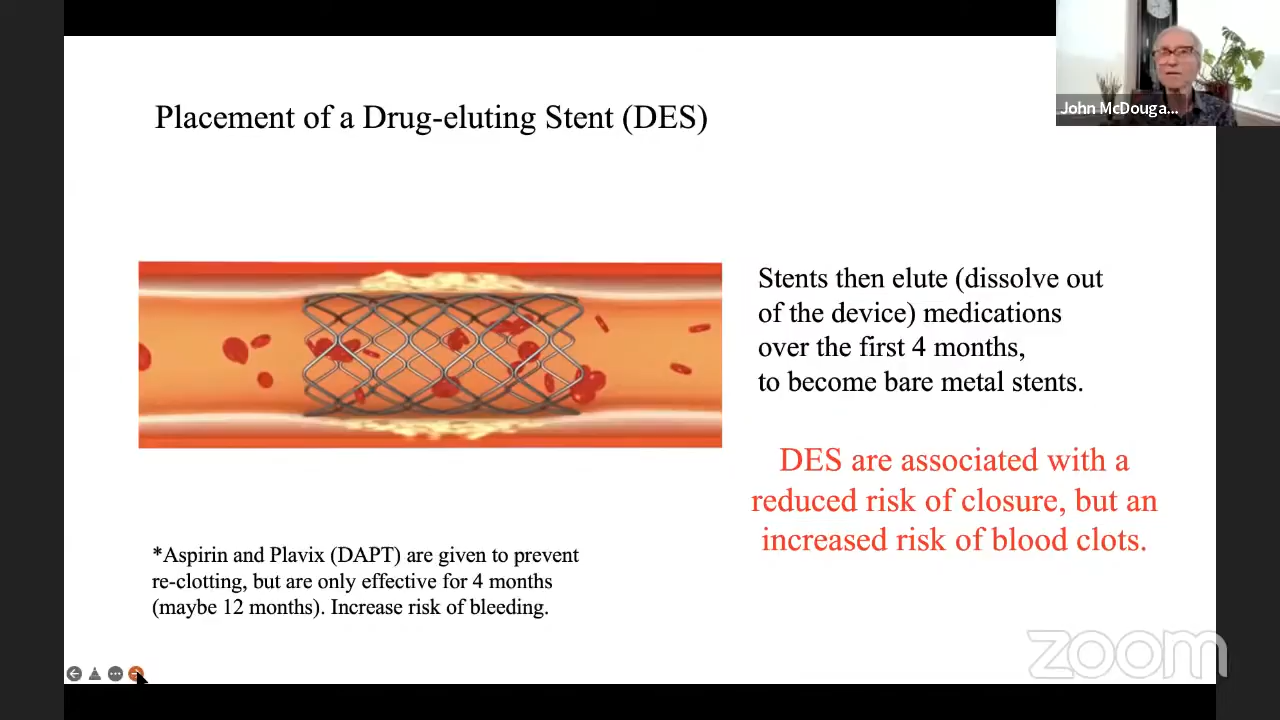 John McDouga...
Placement of a Drug-eluting Stent (DES)
Stents then elute (dissolve out
of the device) medications
over the first 4 months,
to become bare metal stents.
DES are associated with a
reduced risk of closure, but an
increased risk of blood clots.
*Aspirin and Plavix (DAPT) are given to prevent
re-clotting, but are only effective for 4 months
(maybe 12 months). Increase risk of bleeding.
zoom